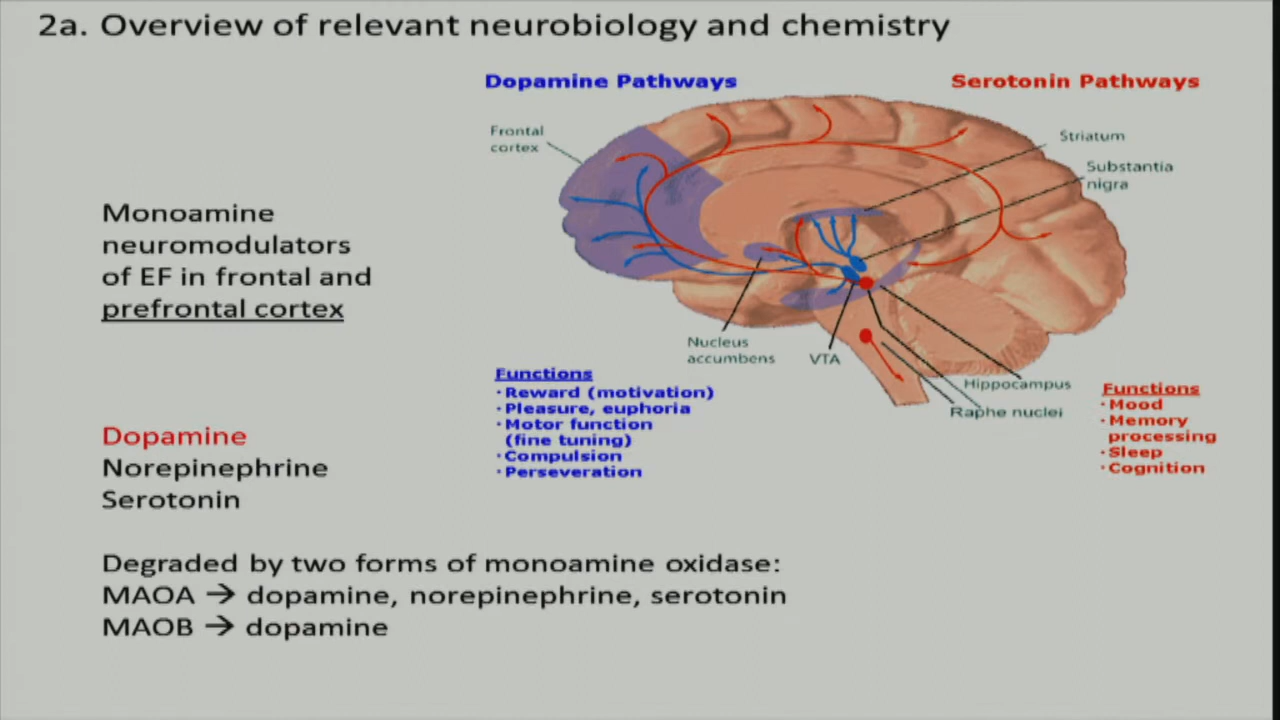 2a. Overview of relevant neurobiology and chemistry
Dopamine Pathways
Serotonin Pathways
Frontal
cortex
Striatum
Substantia
nigra
Monoamine
neuromodulators
of EF in frontal and
prefrontal cortex
Nucleus
accumbens
VTA
Hippocampus
Raphe nuclei
Functions
· Reward (motivation)
· Pleasure, euphoria
· Motor function
(fine tuning)
· Compulsion
· Perseveration
Functions
· Mood
· Memory
processing
· Sleep
· Cognition
Dopamine
Norepinephrine
Serotonin
Degraded by two forms of monoamine oxidase:
MAOA → dopamine, norepinephrine, serotonin
MAOB → dopamine